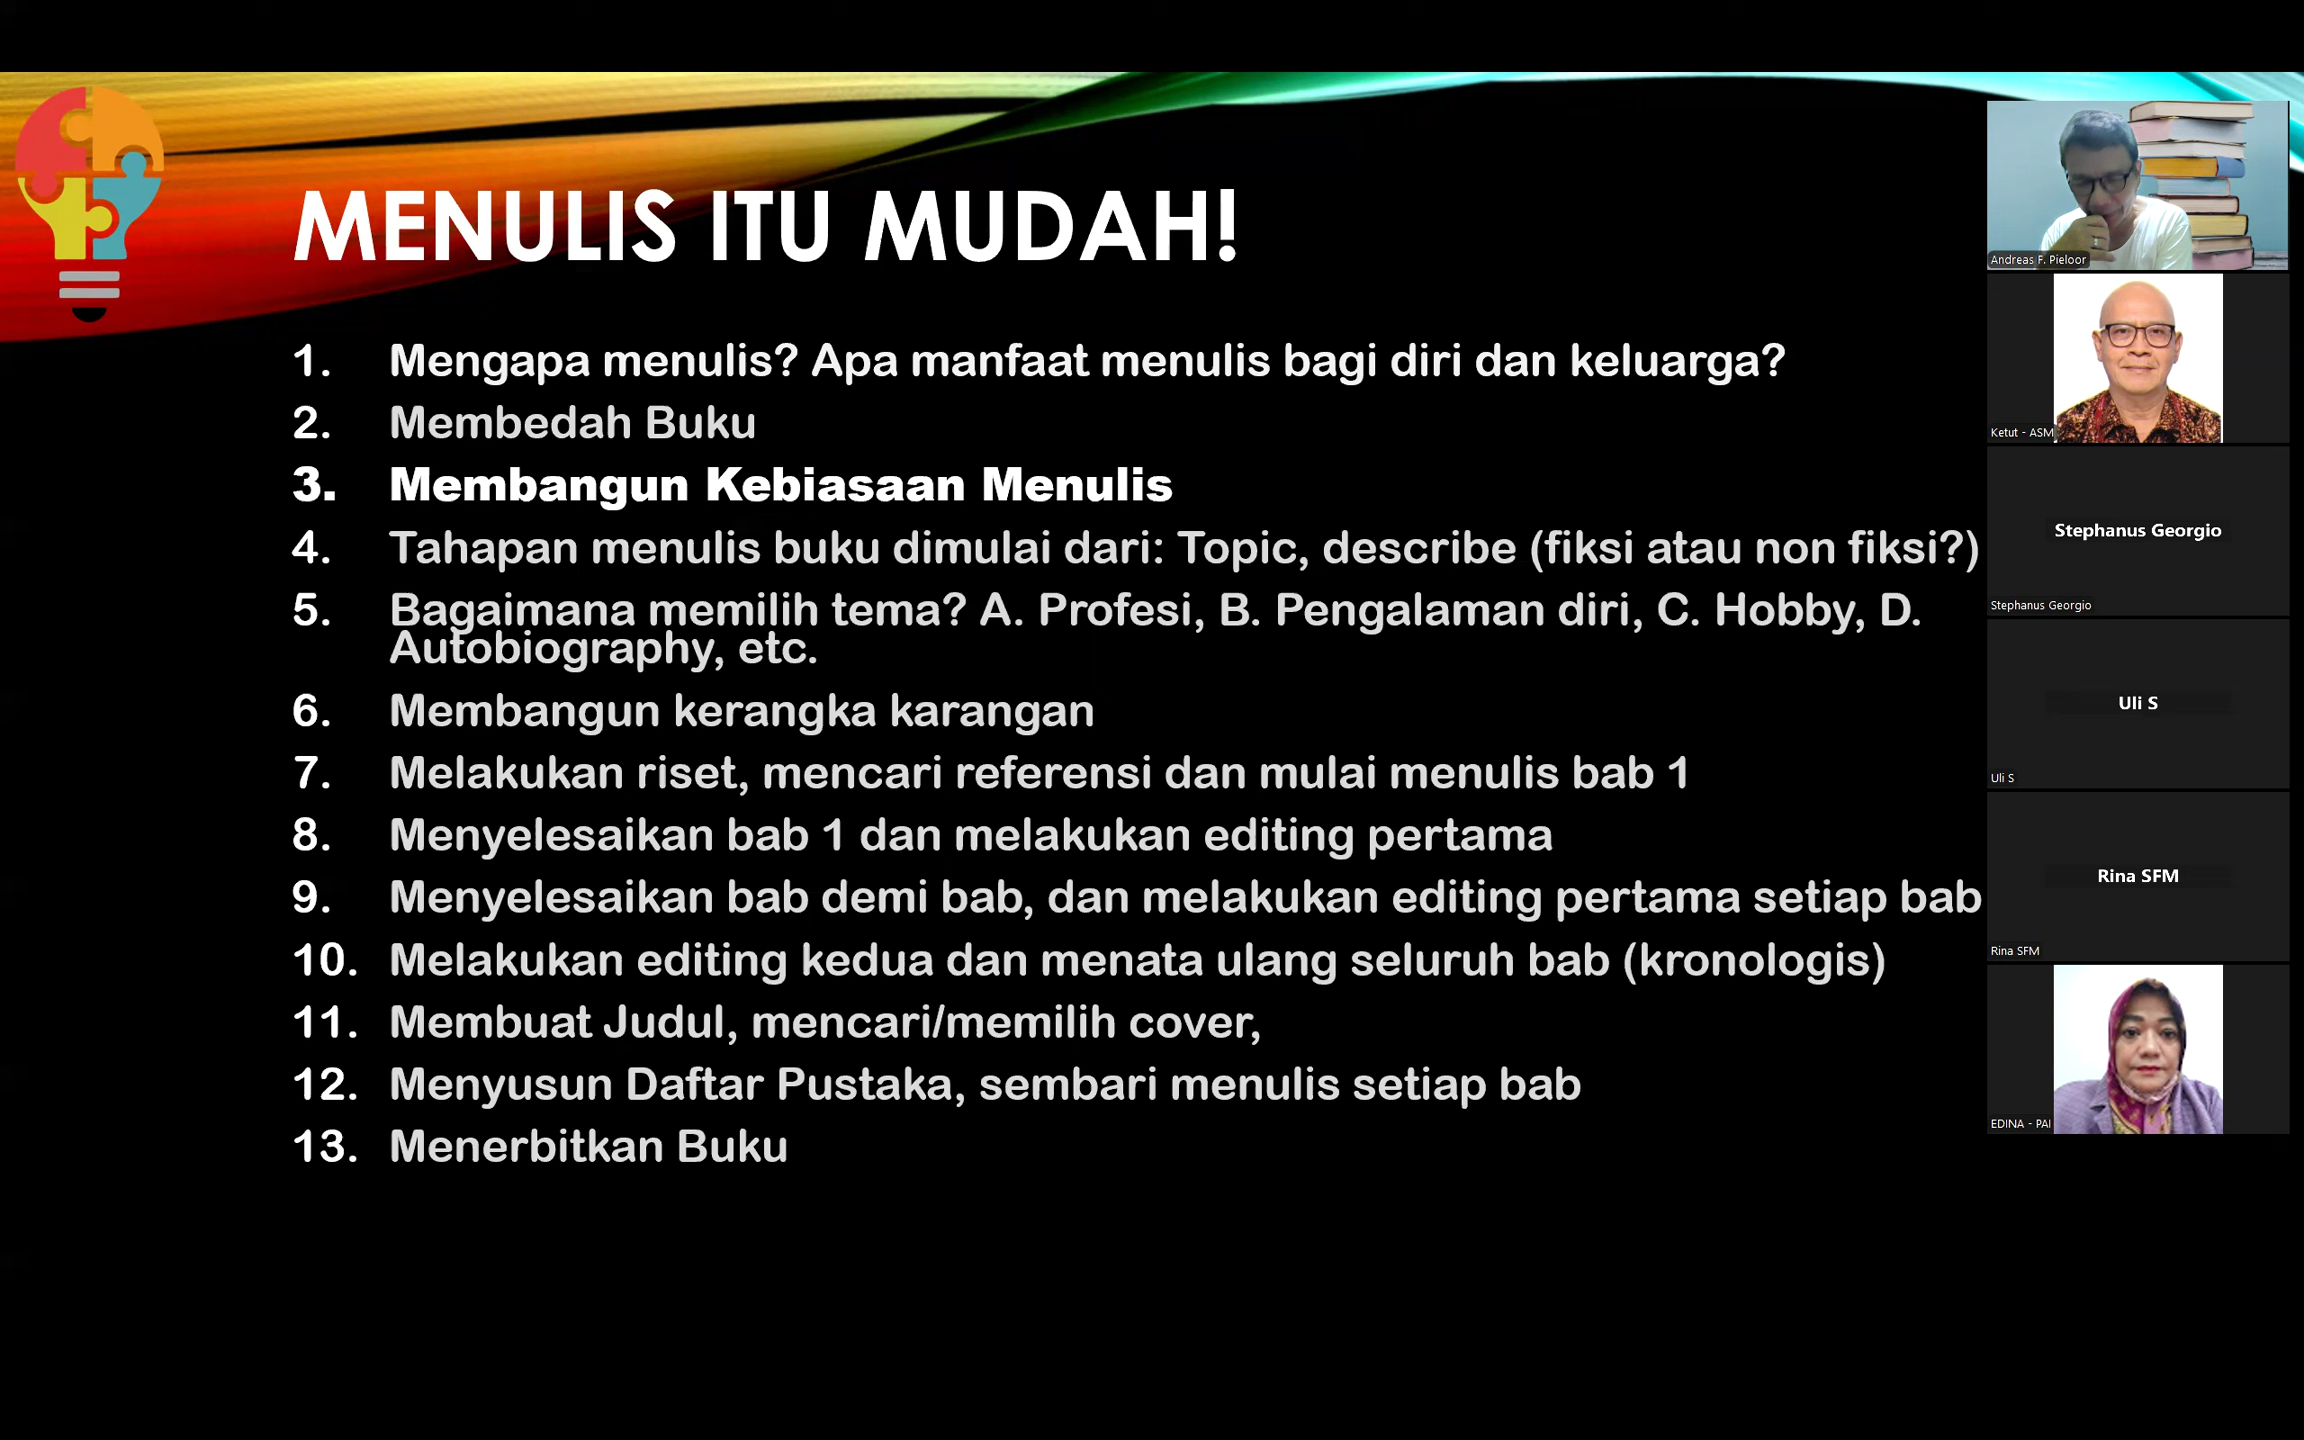 MENULIS ITU MUDAH!
1. Mengapa menulis? Apa manfaat menulis bagi diri dan keluarga?
2. Membedah Buku
3. Membangun Kebiasaan Menulis
4. Tahapan menulis buku dimulai dari: Topic, describe (fiksi atau non fiksi?)
5. Bagaimana memilih tema? A. Profesi, B. Pengalaman diri, C. Hobby, D.
Autobiography, etc.
6. Membangun kerangka karangan
7. Melakukan riset, mencari referensi dan mulai menulis bab 1
8. Menyelesaikan bab 1 dan melakukan editing pertama
9. Menyelesaikan bab demi bab, dan melakukan editing pertama setiap bab
10. Melakukan editing kedua dan menata ulang seluruh bab (kronologis)
11. Membuat Judul, mencari/memilih cover,
12. Menyusun Daftar Pustaka, sembari menulis setiap bab
13. Menerbitkan Buku
Andreas F. Pieloor
Ketut - ASM
Stephanus Georgio
Stephanus Georgio
Uli S
Uli S
Rina SFM
Rina SFM
EDINA - PAI